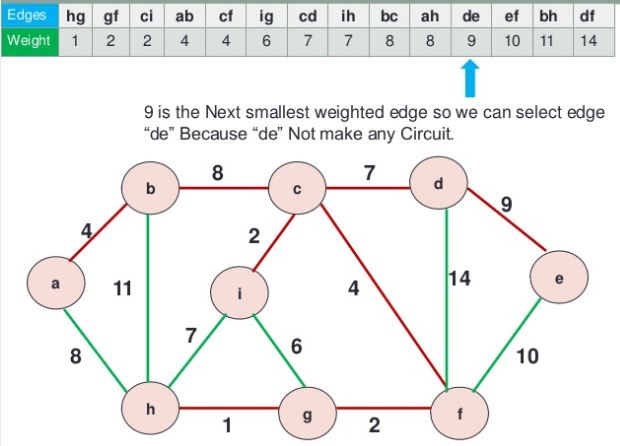 Edges hg gf ci ab cf ig cd ih bc ah de ef bh df
Weight 1 2 2 4 4 6 7 7 8 8 9 10 11 14
9 is the Next smallest weighted edge so we can select edge
“de” Because “de” Not make any Circuit.
8
7
b
c
d
9
4
2
a
11
i
4
14
e
7
6
8
10
h
g
f
1
2